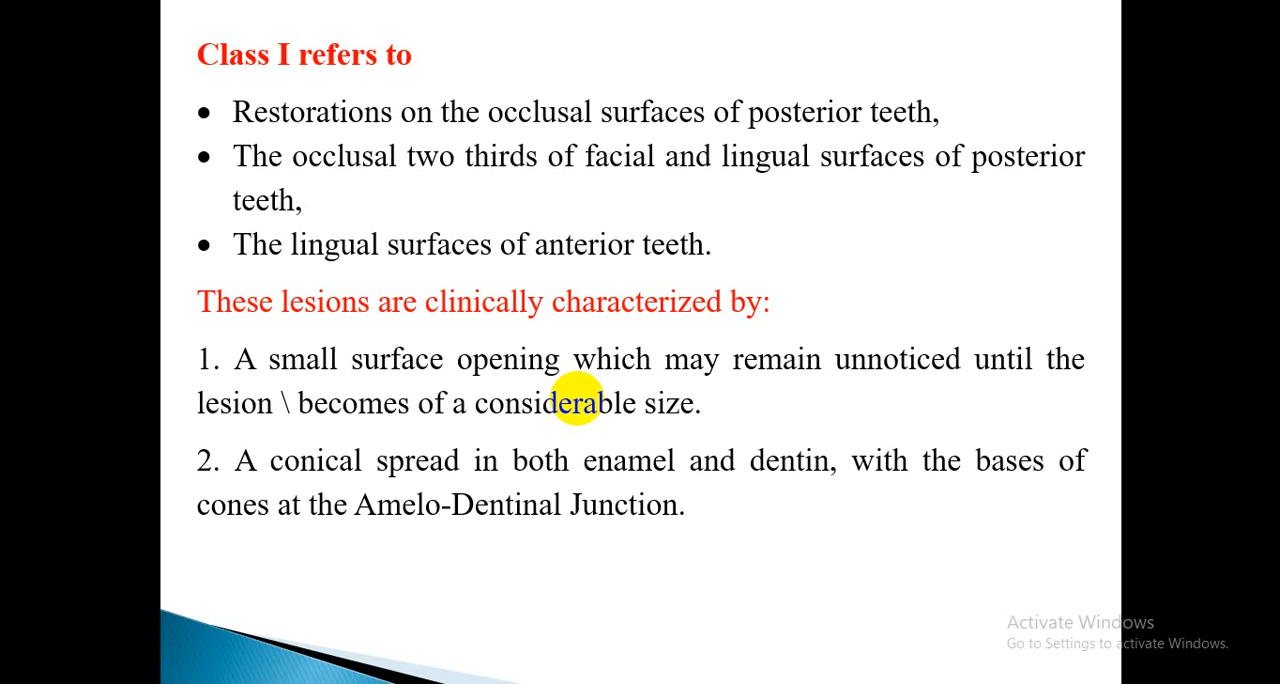 Class I refers to
• Restorations on the occlusal surfaces of posterior teeth,
• The occlusal two thirds of facial and lingual surfaces of posterior
teeth,
• The lingual surfaces of anterior teeth.
These lesions are clinically characterized by:
1. A small surface opening which may remain unnoticed until the
lesion \ becomes of a considerable size.
2. A conical spread in both enamel and dentin, with the bases of
cones at the Amelo-Dentinal Junction.
Activate Windows
Go to Settings to activate Windows.